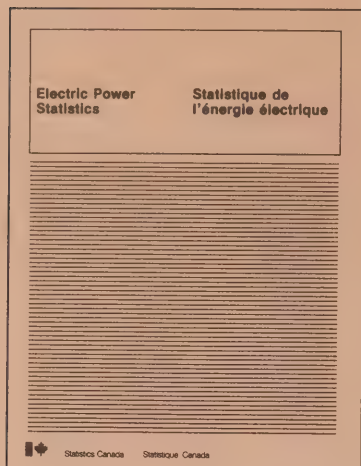 Electric Power
Statistics
Statistique de
l'énergie électrique
Statistics Canada Statistique Canada